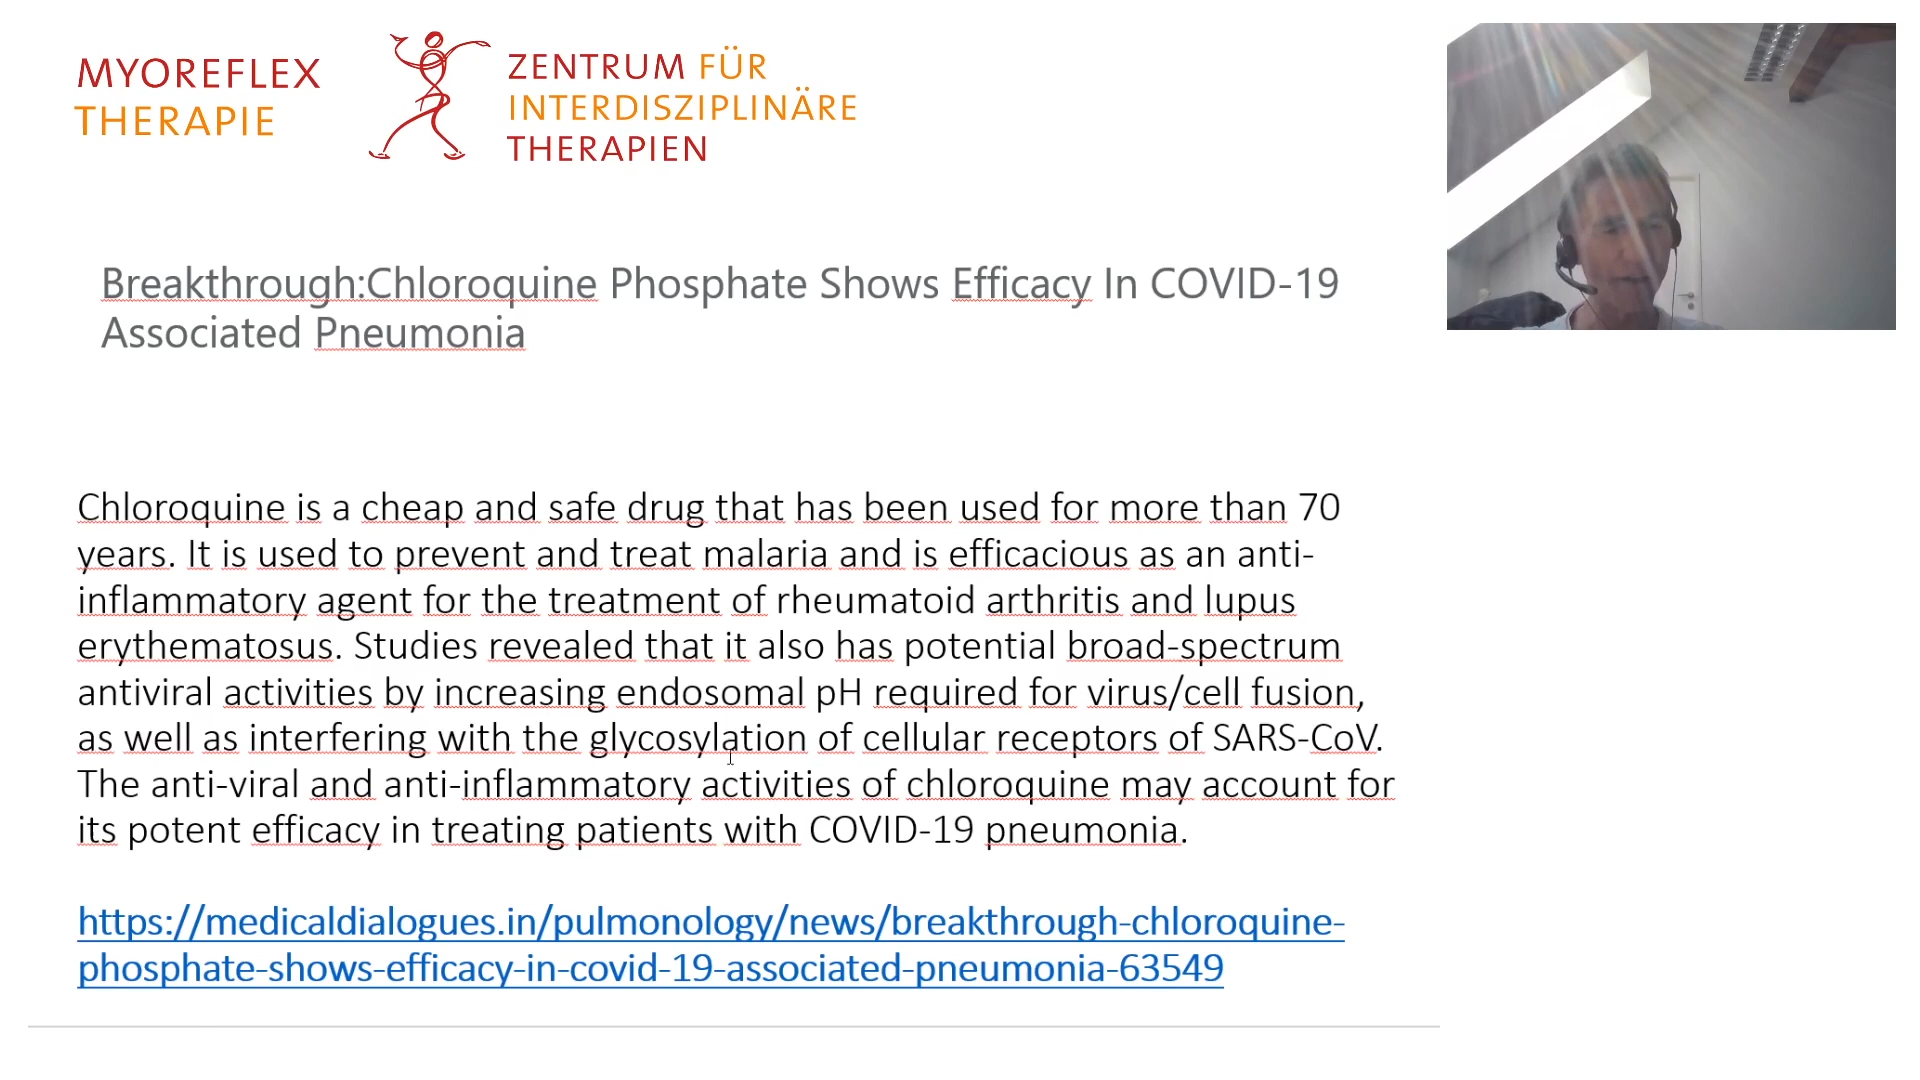 MYOREFLEX
THERAPIE
ZENTRUM FÜR
INTERDISZIPLINÄRE
THERAPIEN
Breakthrough:Chloroquine Phosphate Shows Efficacy In COVID-19
Associated Pneumonia
Chloroquine is a cheap and safe drug that has been used for more than 70
years. It is used to prevent and treat malaria and is efficacious as an anti-
inflammatory agent for the treatment of rheumatoid arthritis and lupus
erythematosus. Studies revealed that it also has potential broad-spectrum
antiviral activities by increasing endosomal pH required for virus/cell fusion,
as well as interfering with the glycosylation of cellular receptors of SARS-CoV.
The anti-viral and anti-inflammatory activities of chloroquine may account for
its potent efficacy in treating patients with COVID-19 pneumonia.
https://medicaldialogues.in/pulmonology/news/breakthrough-chloroquine-
phosphate-shows-efficacy-in-covid-19-associated-pneumonia-63549